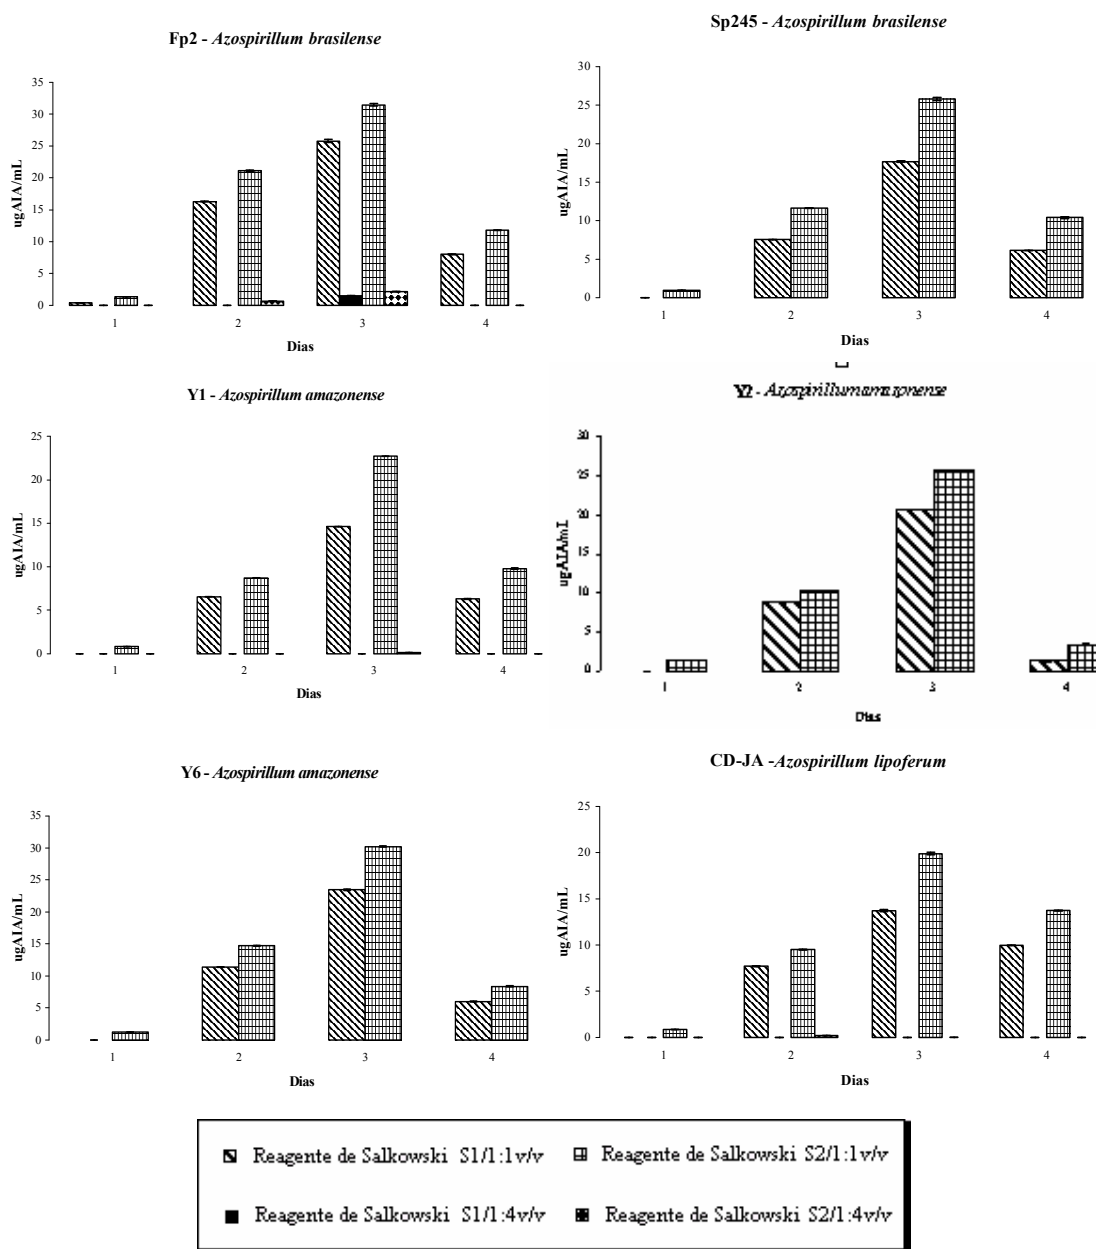 Fp2 - Azospirillum brasilense
ugAIA/mL
35
30
25
20
15
10
5
0
1 2 3 4
Dias
Sp245 - Azospirillum brasilense
ugAIA/mL
30
25
20
15
10
5
0
1 2 3 4
Dias
Y1 - Azospirillum amazonense
ugAIA/mL
25
20
15
10
5
0
1 2 3 4
Dias
Y2 - Azospirillum amazonense
ugAIA/mL
30
25
20
15
10
5
0
1 2 3 4
Dias
Y6 - Azospirillum amazonense
ugAIA/mL
35
30
25
20
15
10
5
0
1 2 3 4
Dias
CD-JA -Azospirillum lipoferum
ugAIA/mL
25
20
15
10
5
0
1 2 3 4
Dias
Reagente de Salkowski S1/1:1v/v
Reagente de Salkowski S2/1:1v/v
Reagente de Salkowski S1/1:4v/v
Reagente de Salkowski S2/1:4v/v